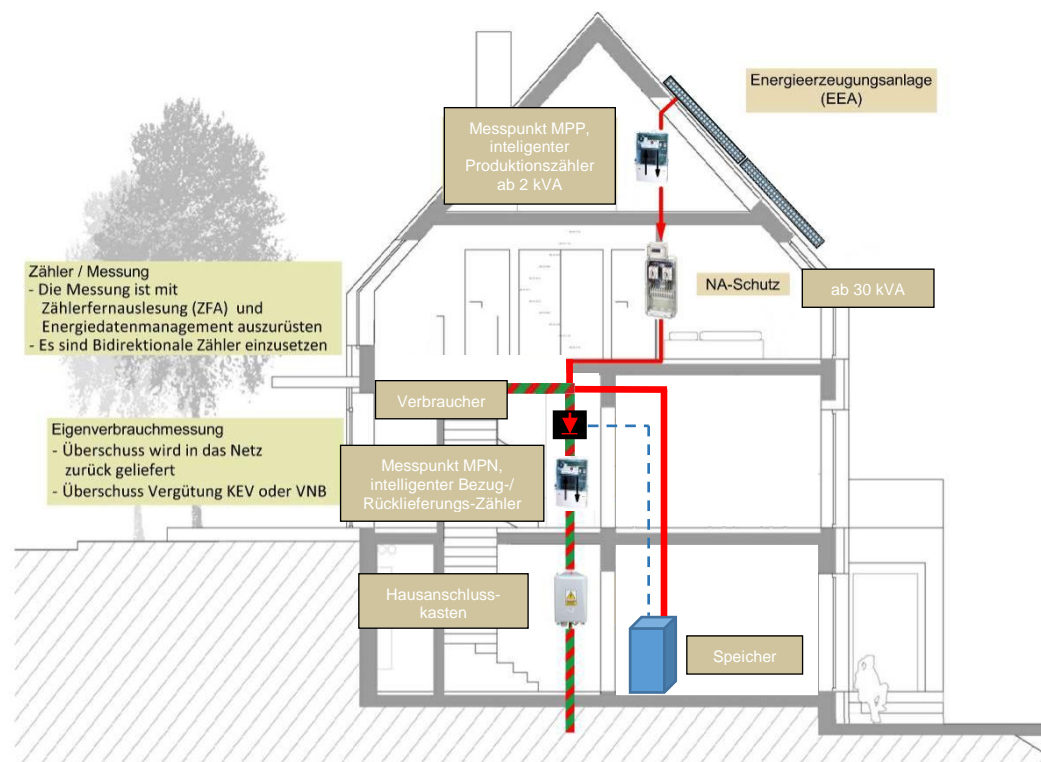 Energieerzeugungsanlage
(EEA)
Messpunkt MPP,
inteligenter
Produktionszähler
ab 2 kVA
Zähler / Messung
- Die Messung ist mit
Zählerfernauslesung (ZFA) und
Energiedatenmanagement auszurüsten
- Es sind Bidirektionale Zähler einzusetzen
NA-Schutz
ab 30 kVA
Verbraucher
Eigenverbrauchmessung
- Überschuss wird in das Netz
zurück geliefert
- Überschuss Vergütung KEV oder VNB
Messpunkt MPN,
intelligenter Bezug-/
Rücklieferungs-Zähler
Hausanschluss-
kasten
Speicher